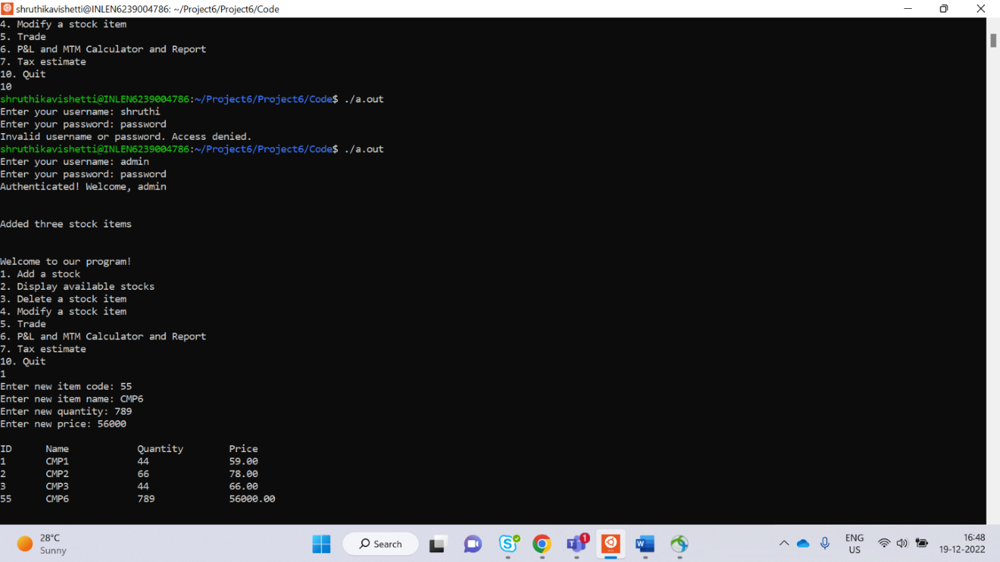 shruthikavishetti@INLEN6239004786: ~/Project6/Project6/Code
4. Modify a stock item
5. Trade
6. P&L and MTM Calculator and Report
7. Tax estimate
10. Quit
10
shruthikavishetti@INLEN6239004786:~/Project6/Project6/Code$ ./a.out
Enter your username: shruthi
Enter your password: password
Invalid username or password. Access denied.
shruthikavishetti@INLEN6239004786:~/Project6/Project6/Code$ ./a.out
Enter your username: admin
Enter your password: password
Authenticated! Welcome, admin
Added three stock items
Welcome to our program!
1. Add a stock
2. Display available stocks
3. Delete a stock item
4. Modify a stock item
5. Trade
6. P&L and MTM Calculator and Report
7. Tax estimate
10. Quit
1
Enter new item code: 55
Enter new item name: CMP6
Enter new quantity: 789
Enter new price: 56000
ID Name Quantity Price
1 CMP1 44 59.00
2 CMP2 66 78.00
3 CMP3 44 66.00
55 CMP6 789 56000.00
28°C
Sunny
Search
1
ENG
US
16:48
19-12-2022